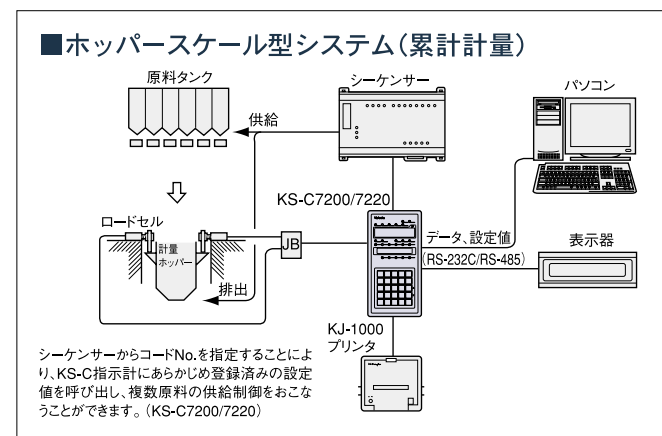 ■ホッパースケール型システム(累計計量)
原料タンク
シーケンサー
パソコン
供給
KS-C7200/7220
ロードセル
計量
ホッパー
JB
データ、設定値
(RS-232C/RS-485)
表示器
排出
KJ-1000
プリンタ
シーケンサーからコードNo.を指定することによ
り、KS-C指示計にあらかじめ登録済みの設定
値を呼び出し、複数原料の供給制御をおこな
うことができます。(KS-C7200/7220)